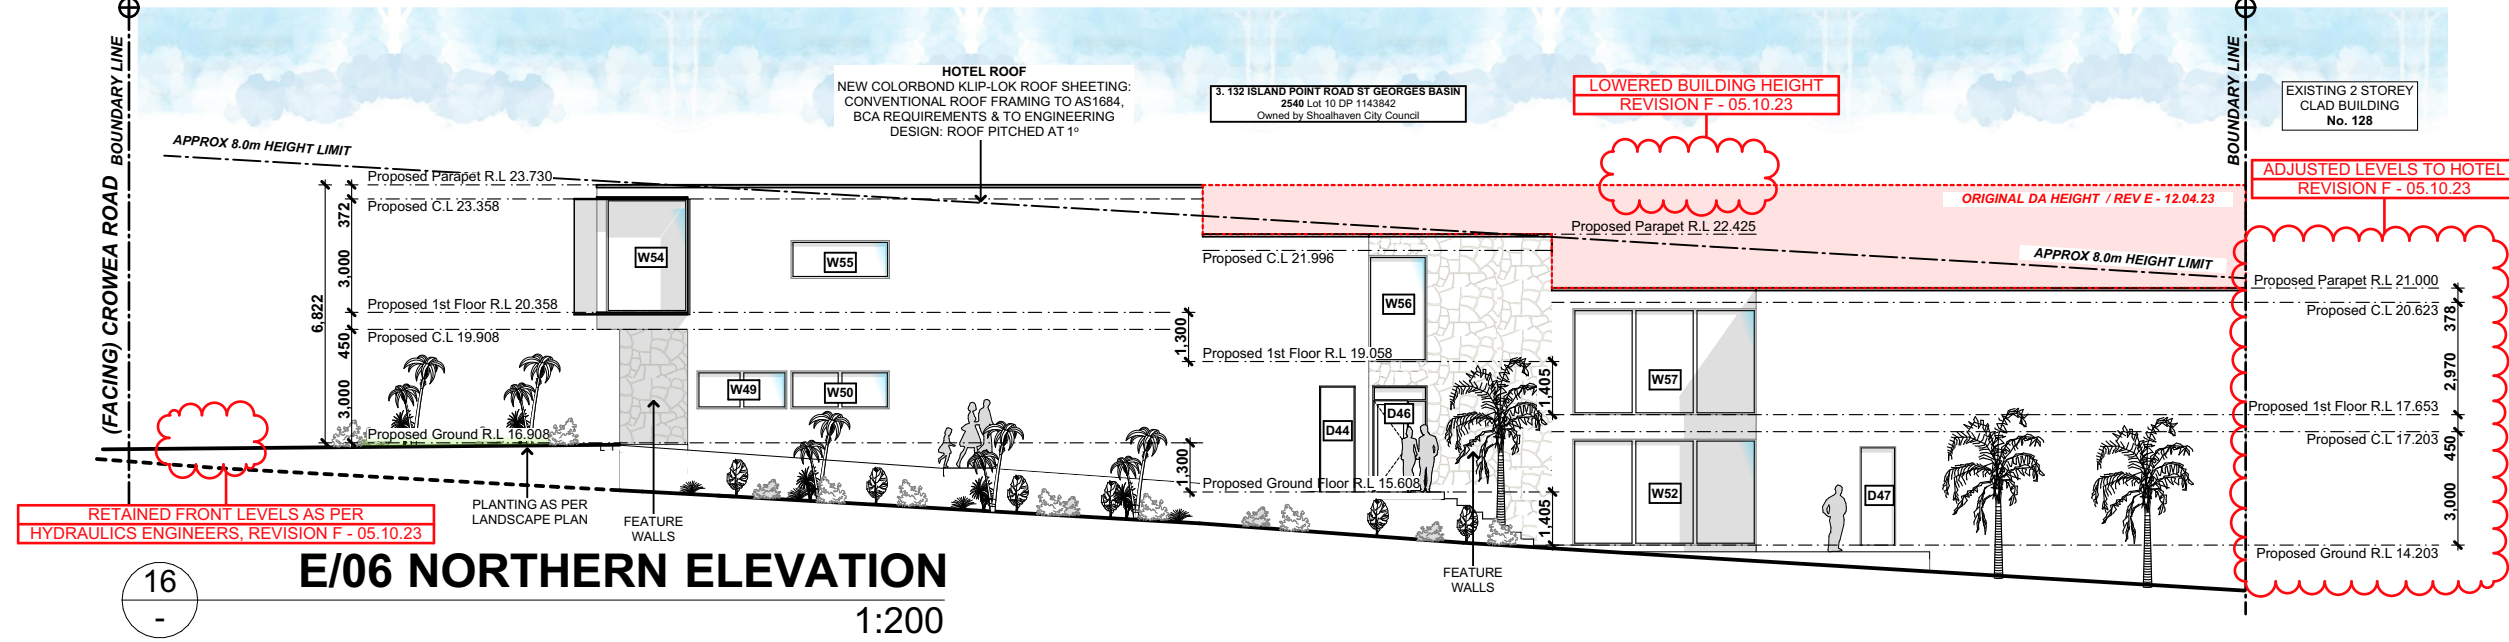 BOUNDARY LINE
(FACING) CROWEA ROAD
APPROX 8.0m HEIGHT LIMIT
HOTEL ROOF
NEW COLORBOND KLIP-LOK ROOF SHEETING:
CONVENTIONAL ROOF FRAMING TO AS1684,
BCA REQUIREMENTS & TO ENGINEERING
DESIGN: ROOF PITCHED AT 1º
3. 132 ISLAND POINT ROAD ST GEORGES BASIN
2540 Lot 10 DP 1143842
Owned by Shoalhaven City Council
LOWERED BUILDING HEIGHT
REVISION F - 05.10.23
BOUNDARY LINE
EXISTING 2 STOREY
CLAD BUILDING
No. 128
ADJUSTED LEVELS TO HOTEL
REVISION F - 05.10.23
ORIGINAL DA HEIGHT / REV E - 12.04.23
APPROX 8.0m HEIGHT LIMIT
Proposed Parapet R.L 23.730
Proposed C.L 23.358
Proposed 1st Floor R.L 20.358
Proposed C.L 19.908
Proposed Ground R.L 16.908
6,822
372
3,000
450
3,000
W54
W55
W49
W50
1,300
1,300
Proposed Parapet R.L 22.425
Proposed C.L 21.996
Proposed 1st Floor R.L 19.058
Proposed Ground Floor R.L 15.608
W56
D44
D46
1,405
1,405
W57
W52
D47
Proposed Parapet R.L 21.000
Proposed C.L 20.623
Proposed 1st Floor R.L 17.653
Proposed C.L 17.203
Proposed Ground R.L 14.203
378
2,970
450
3,000
RETAINED FRONT LEVELS AS PER
HYDRAULICS ENGINEERS, REVISION F - 05.10.23
PLANTING AS PER
LANDSCAPE PLAN
FEATURE
WALLS
FEATURE
WALLS
16
-
E/06 NORTHERN ELEVATION
1:200